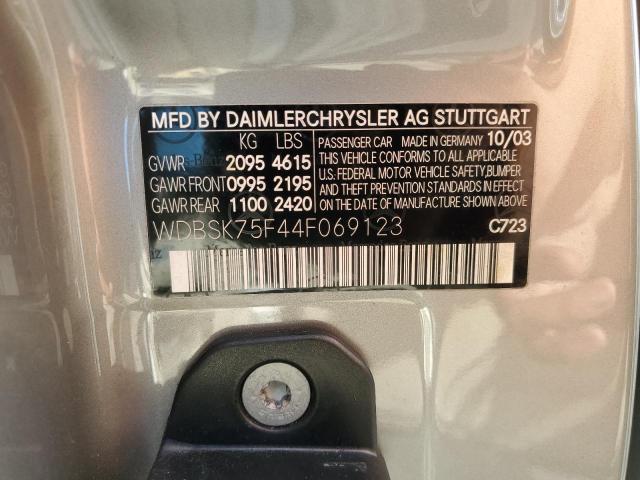 MFD BY DAIMLERCHRYSLER AG STUTTGART
KG LBS
GVWR 2095 4615
GAWR FRONT 0995 2195
GAWR REAR 1100 2420
PASSENGER CAR MADE IN GERMANY 10/03
THIS VEHICLE CONFORMS TO ALL APPLICABLE
U.S. FEDERAL MOTOR VEHICLE SAFETY, BUMPER
AND THEFT PREVENTION STANDARDS IN EFFECT
ON THE DATE OF MANUFACTURE SHOWN ABOVE.
WDBSK75F44F069123
C723